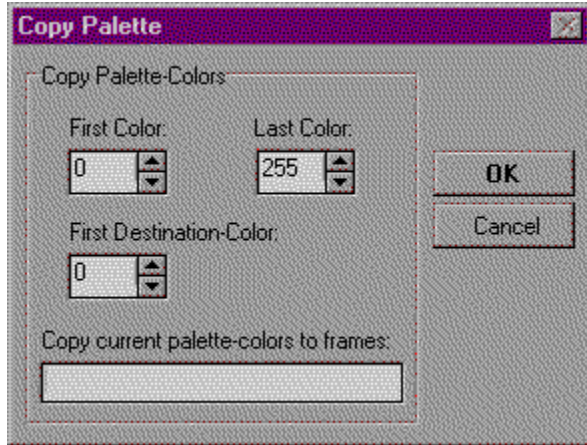 Copy Palette
Copy Palette-Colors
First Color: Last Color:
0 255
OK
First Destination-Color:
Cancel
0
Copy current palette-colors to frames: